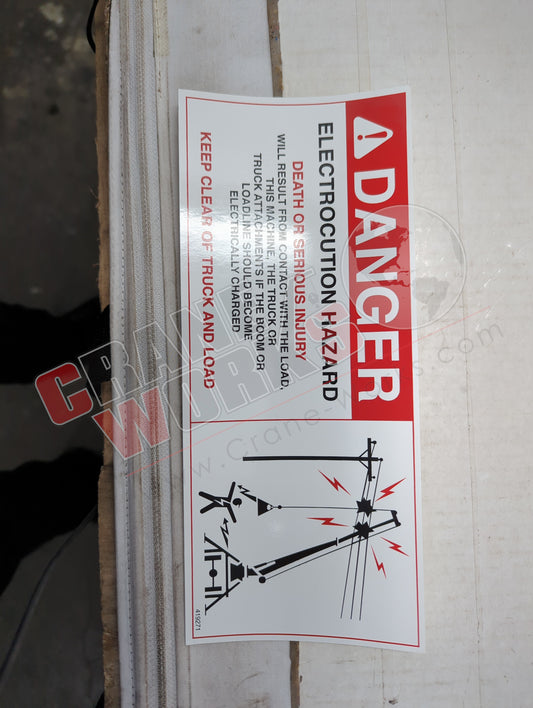 DANGER
ELECTROCUTION HAZARD
DEATH OR SERIOUS INJURY
WILL RESULT FROM CONTACT WITH THE LOAD,
THIS MACHINE, THE TRUCK OR
TRUCK ATTACHMENTS IF THE BOOM OR
LOADLINE SHOULD BECOME
ELECTRICALLY CHARGED
KEEP CLEAR OF TRUCK AND LOAD
419271
CRANE
WORKS
www.Crane-Works.com